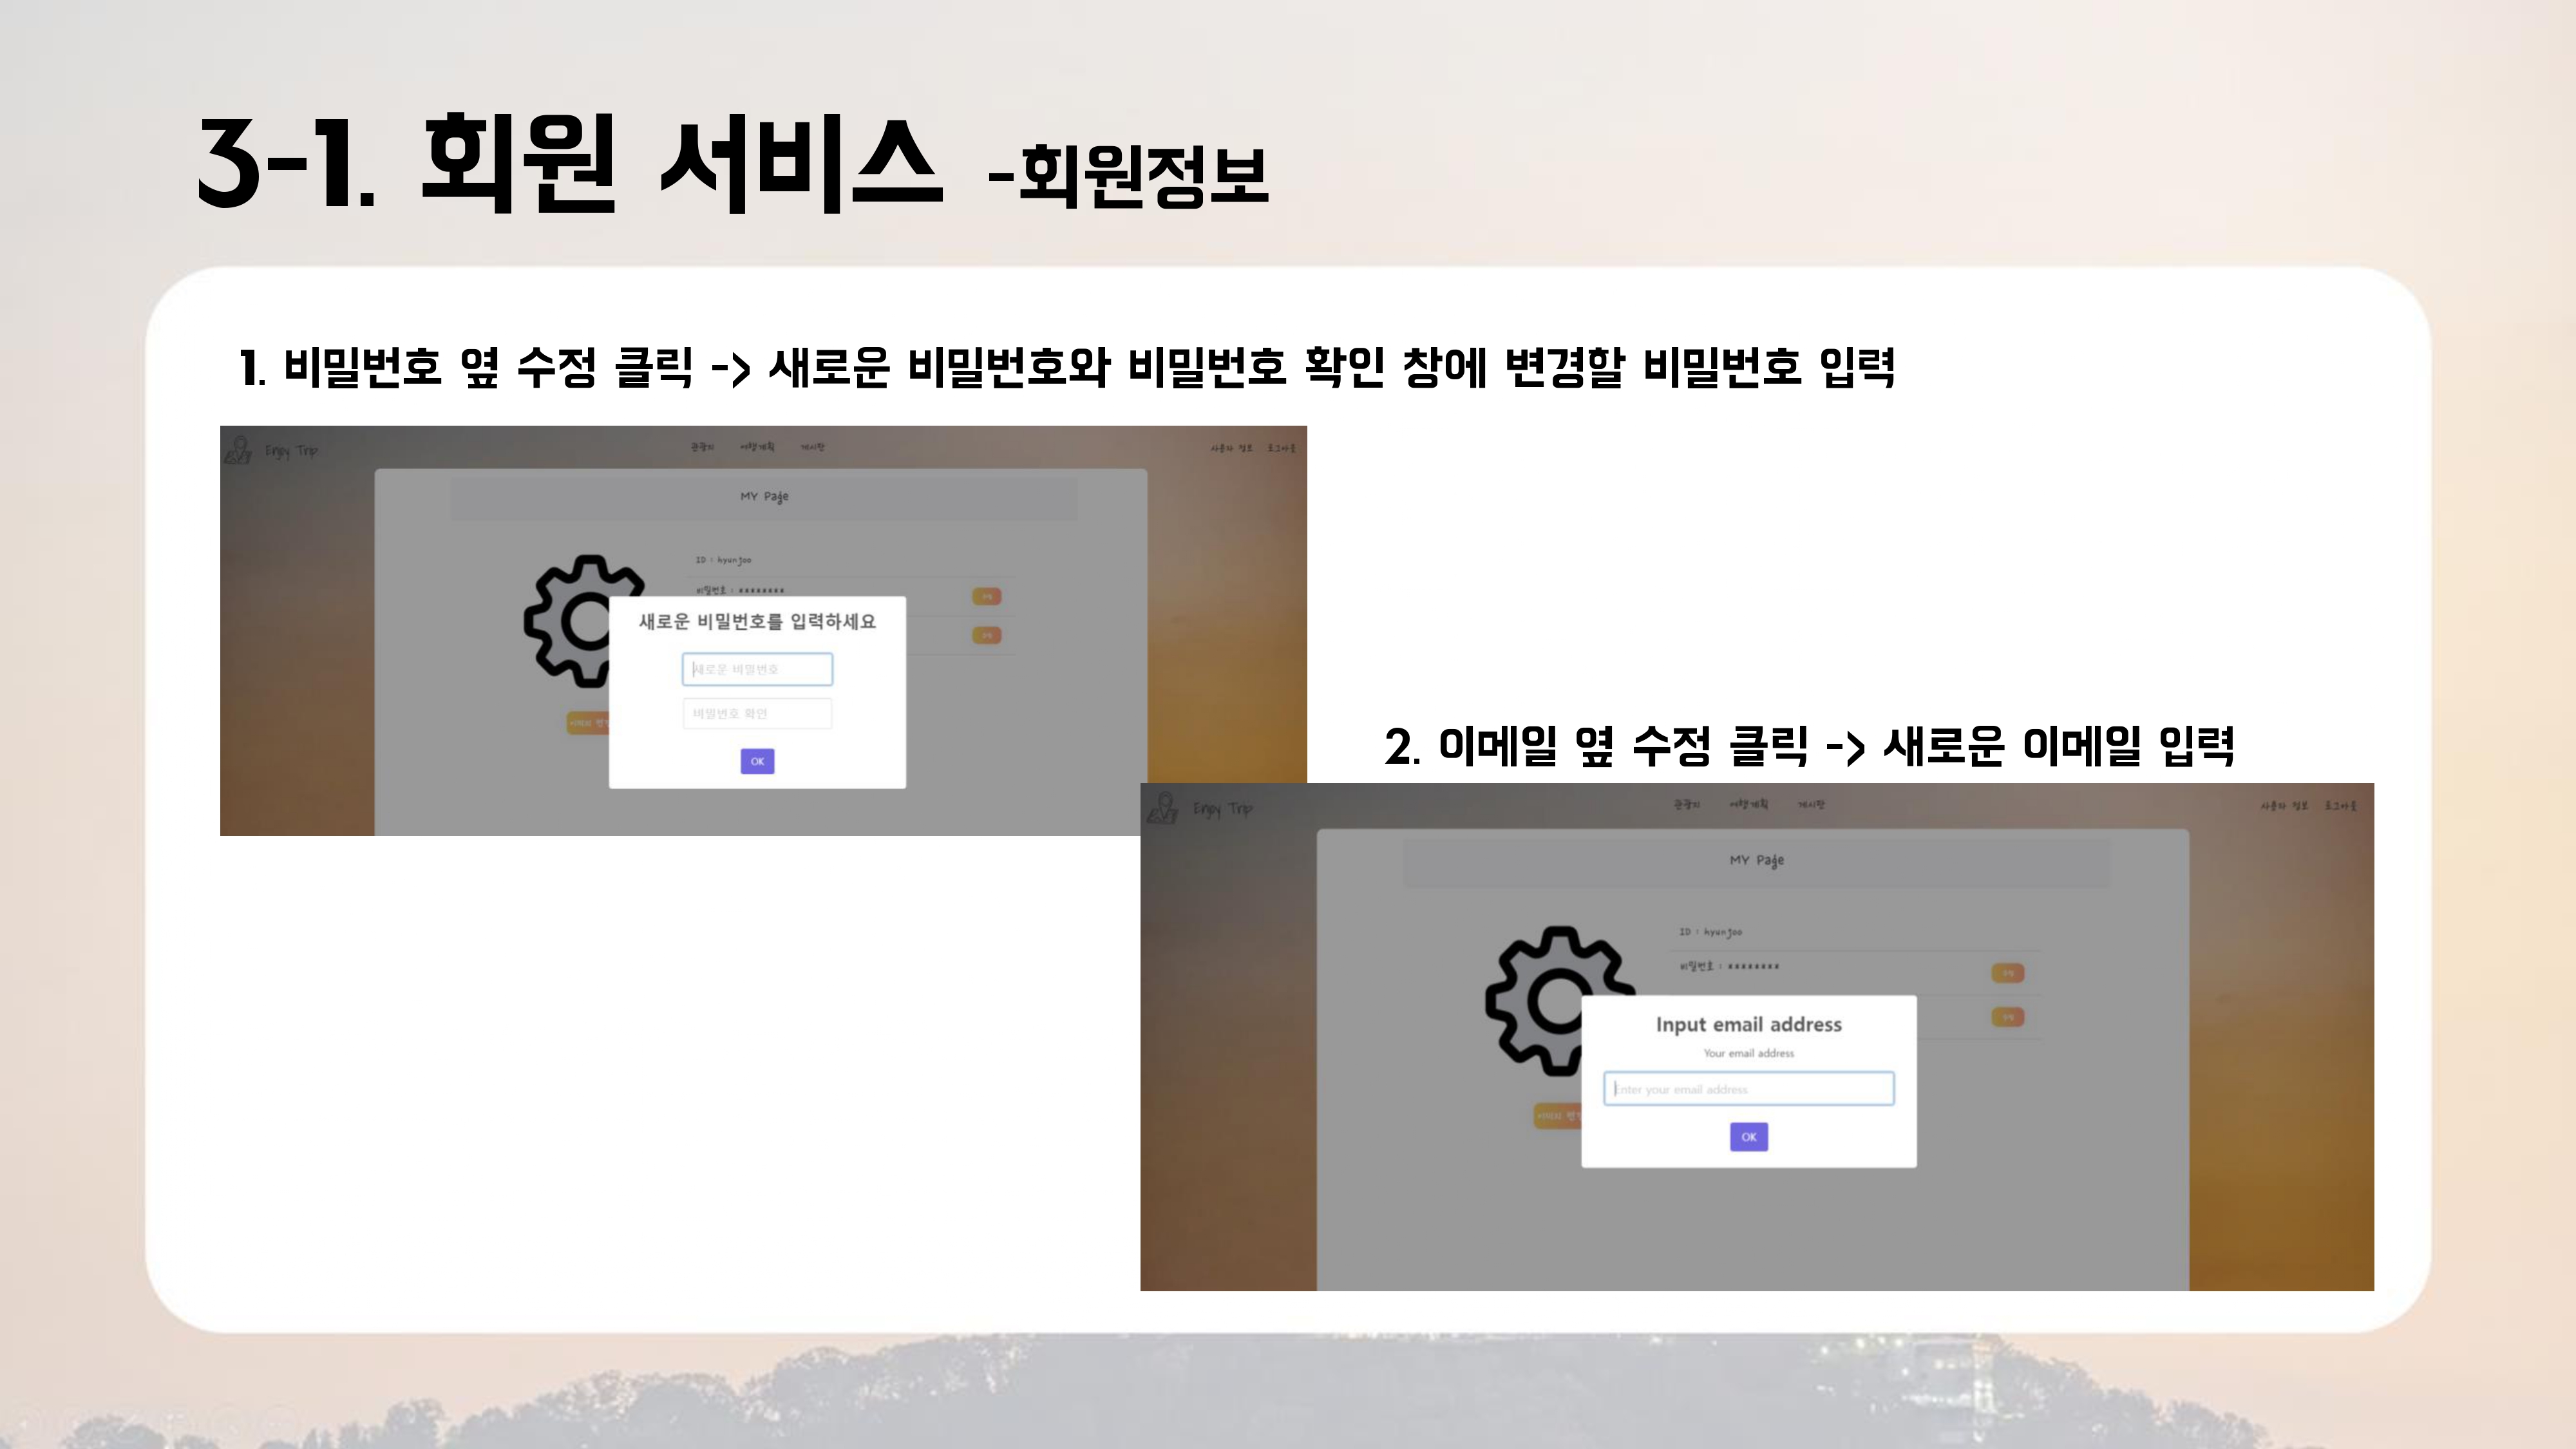 3-1. 회원 서비스 -회원정보
1. 비밀번호 옆 수정 클릭 -> 새로운 비밀번호와 비밀번호 확인 창에 변경할 비밀번호 입력
Enjoy Trip
관광지 여행계획 게시판
사용자 정보 로그아웃
MY Page
ID : hyunjoo
비밀번호 : ********
새로운 비밀번호를 입력하세요
새로운 비밀번호
비밀번호 확인
OK
2. 이메일 옆 수정 클릭 -> 새로운 이메일 입력
Enjoy Trip
관광지 여행계획 게시판
사용자 정보 로그아웃
MY Page
ID : hyunjoo
비밀번호 : ********
수정
Input email address
Your email address
수정
Enter your email address
OK